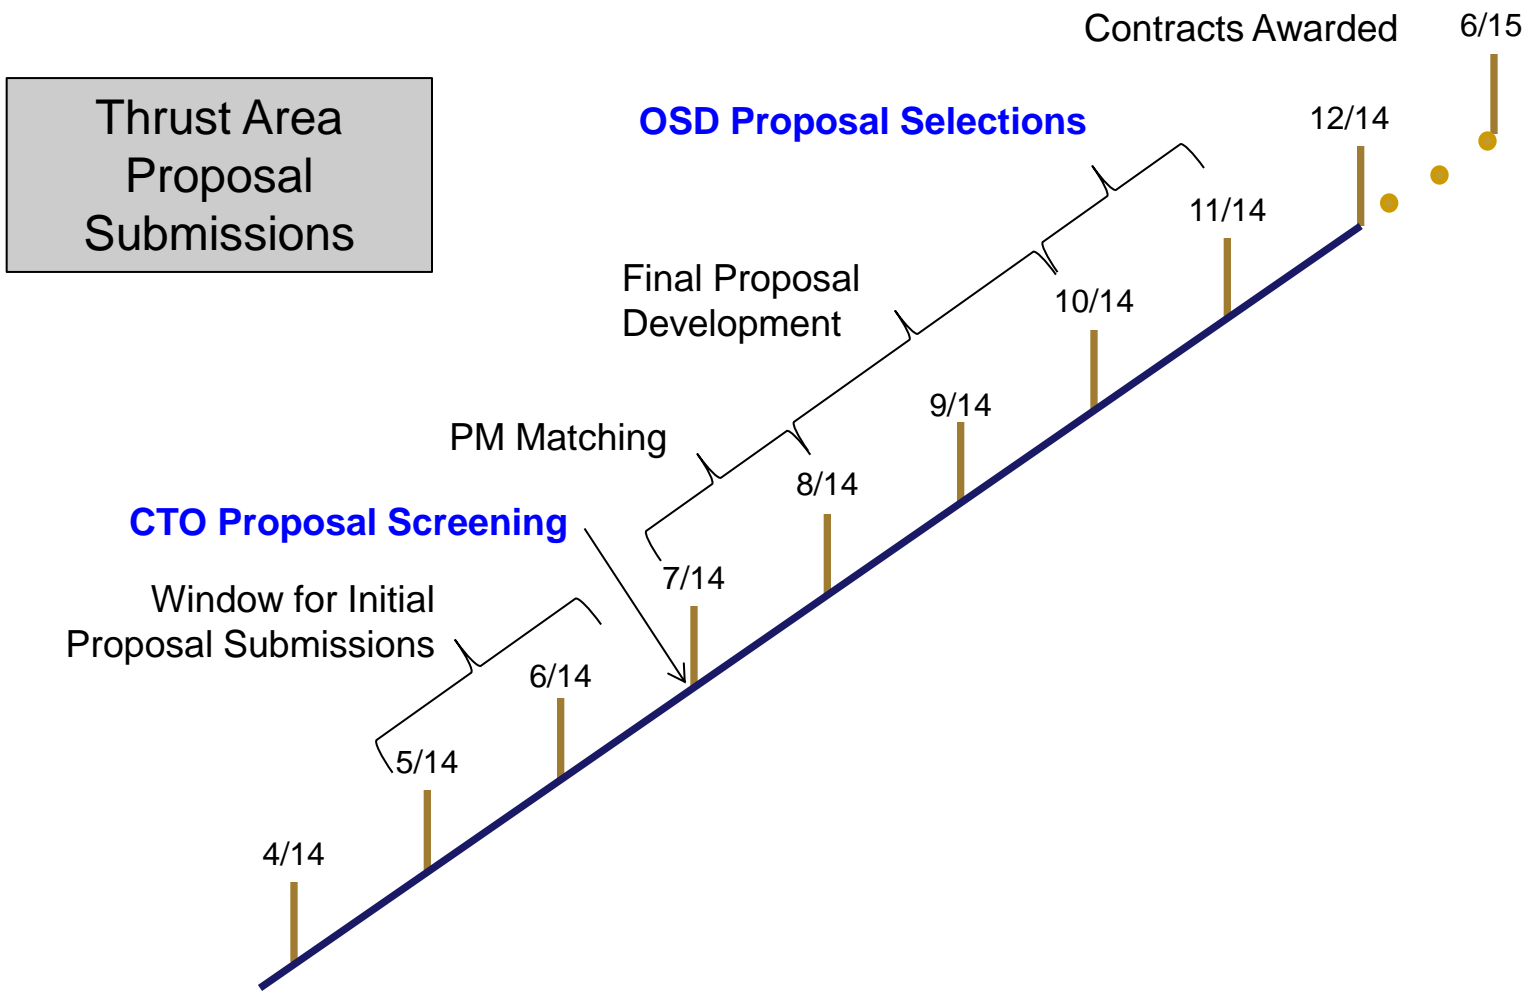 Contracts Awarded
6/15
Thrust Area
Proposal
Submissions
OSD Proposal Selections
12/14
11/14
Final Proposal
Development
10/14
9/14
PM Matching
8/14
CTO Proposal Screening
7/14
Window for Initial
Proposal Submissions
6/14
5/14
4/14